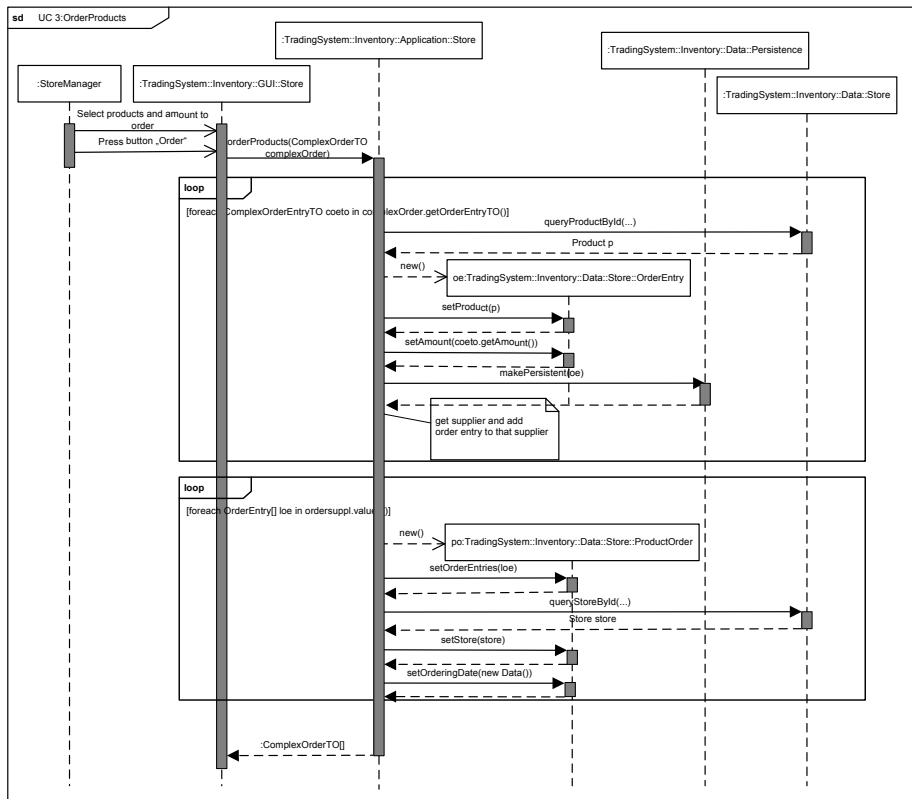 sd UC 3:OrderProducts
:TradingSystem::Inventory::Application::Store
:TradingSystem::Inventory::Data::Persistence
:StoreManager
:TradingSystem::Inventory::GUI::Store
:TradingSystem::Inventory::Data::Store
Select products and amount to
order
Press button „Order“
orderProducts(ComplexOrderTO
complexOrder)
loop
[foreach ComplexOrderEntryTO coeto in complexOrder.getOrderEntryTO()]
queryProductById(...)
Product p
new()
oe:TradingSystem::Inventory::Data::Store::OrderEntry
setProduct(p)
setAmount(coeto.getAmount())
makePersistent(oe)
get supplier and add
order entry to that supplier
loop
[foreach OrderEntry[] loe in ordersuppl.values()]
new()
po:TradingSystem::Inventory::Data::Store::ProductOrder
setOrderEntries(loe)
queryStoreById(...)
Store store
setStore(store)
setOrderingDate(new Data())
:ComplexOrderTO[]